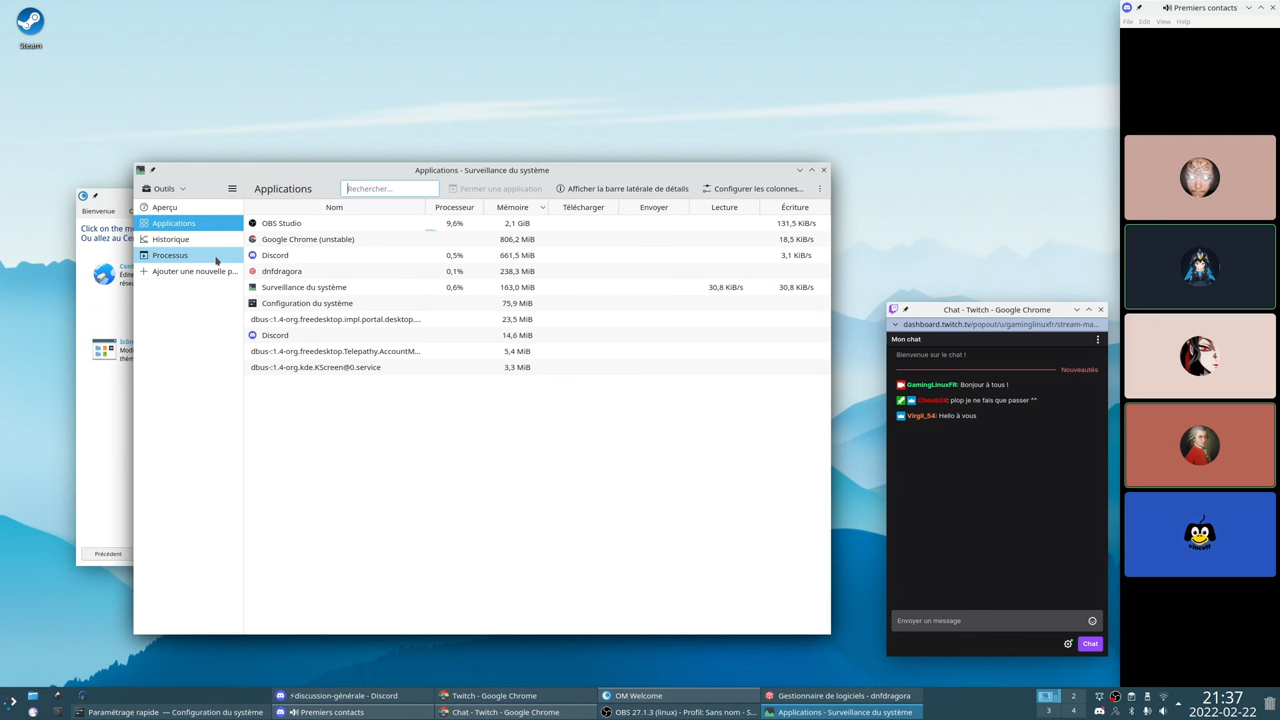 Steam
Premiers contacts
File Edit View Help
Applications - Surveillance du système
Outils
Applications
Rechercher...
Fermer une application
Afficher la barre latérale de détails
Configurer les colonnes...
Bienvenue
Click on the m
Ou allez au Ce
Précédent
Aperçu
Applications
Historique
Processus
Ajouter une nouvelle p...
Nom Processeur Mémoire Télécharger Envoyer Lecture Écriture
OBS Studio 9,6% 2,1 GiB 131,5 KiB/s
Google Chrome (unstable) 806,2 MiB 18,5 KiB/s
Discord 0,5% 661,5 MiB 3,1 KiB/s
dnfdragora 0,1% 238,3 MiB
Surveillance du système 0,6% 163,0 MiB 30,8 KiB/s 30,8 KiB/s
Configuration du système 75,9 MiB
dbus-:1.4-org.freedesktop.impl.portal.desktop.... 23,5 MiB
Discord 14,6 MiB
dbus-:1.4-org.freedesktop.Telepathy.AccountM... 5,4 MiB
dbus-:1.4-org.kde.KScreen@0.service 3,3 MiB
Chat - Twitch - Google Chrome
dashboard.twitch.tv/popout/u/gaminglinuxfr/stream-ma...
Mon chat
Bienvenue sur le chat !
Nouveautés
GamingLinuxFR: Bonjour à tous !
plop je ne fais que passer ^^
Virgil_54: Hello à vous
Envoyer un message
Chat
⚡discussion-générale - Discord
Twitch - Google Chrome
OM Welcome
Gestionnaire de logiciels - dnfdragora
Paramétrage rapide — Configuration du système
Premiers contacts
Chat - Twitch - Google Chrome
OBS 27.1.3 (linux) - Profil: Sans nom - S...
Applications - Surveillance du système
2
3 4
21:37
2022-02-22